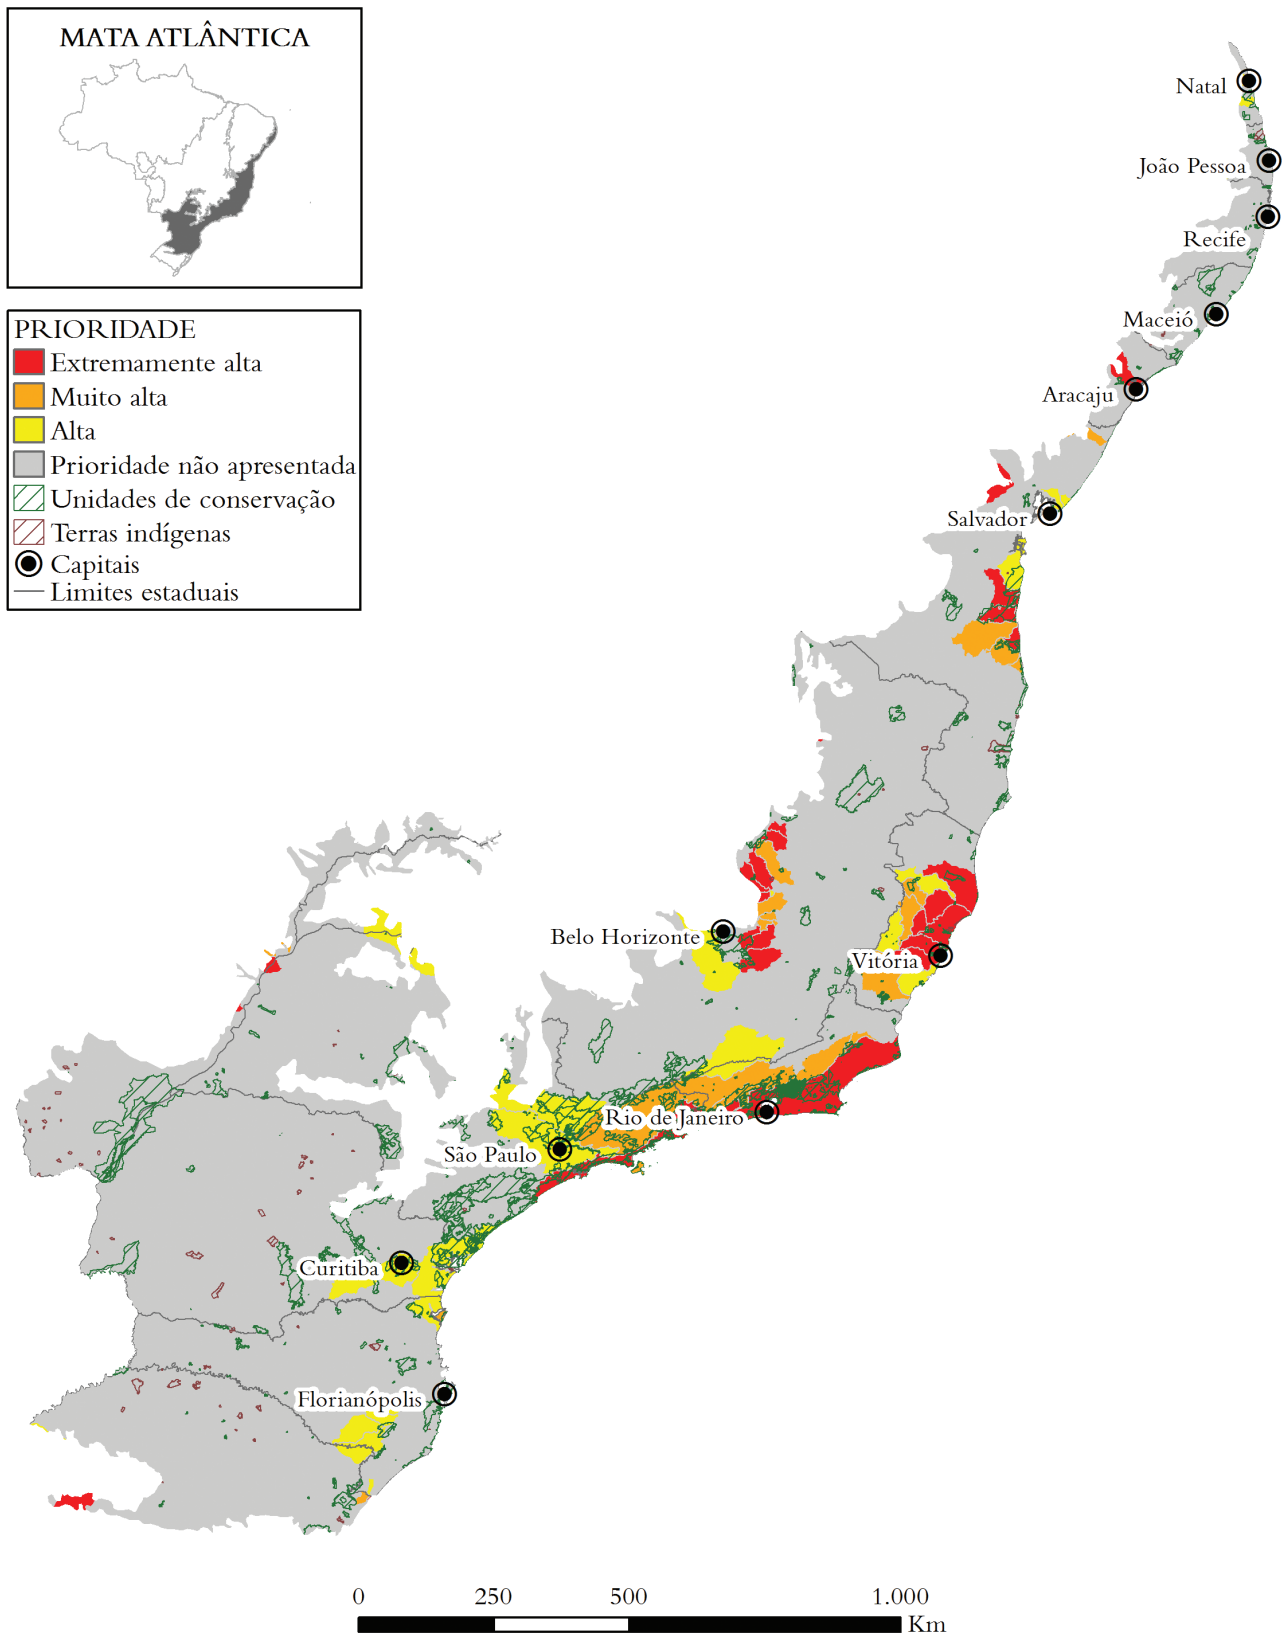 MATA ATLÂNTICA
PRIORIDADE
Extremamente alta
Muito alta
Alta
Prioridade não apresentada
Unidades de conservação
Terras indígenas
Capitais
Limites estaduais
Natal
João Pessoa
Recife
Maceió
Aracaju
Salvador
Belo Horizonte
Vitória
Rio de Janeiro
São Paulo
Curitiba
Florianópolis
0 250 500 1.000
Km